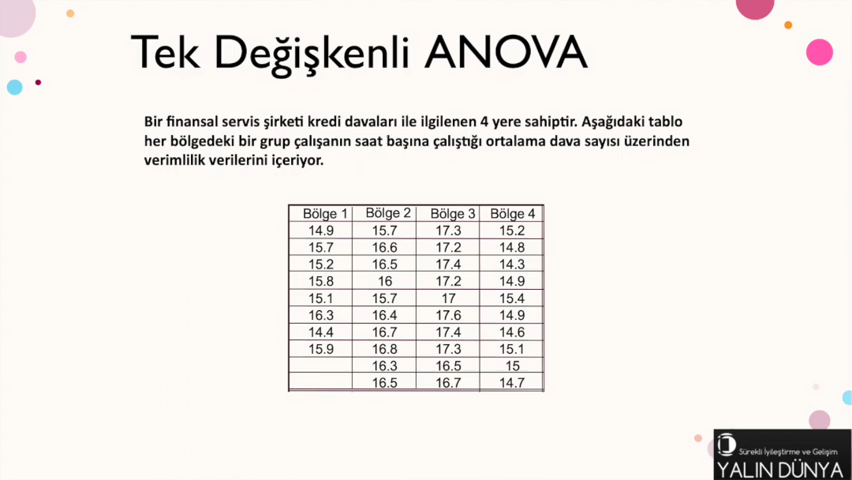 Tek Değişkenli ANOVA
Bir finansal servis şirketi kredi davaları ile ilgilenen 4 yere sahiptir. Aşağıdaki tablo
her bölgedeki bir grup çalışanın saat başına çalıştığı ortalama dava sayısı üzerinden
verimlilik verilerini içeriyor.
Bölge 1 Bölge 2 Bölge 3 Bölge 4
14.9 15.7 17.3 15.2
15.7 16.6 17.2 14.8
15.2 16.5 17.4 14.3
15.8 16 17.2 14.9
15.1 15.7 17 15.4
16.3 16.4 17.6 14.9
14.4 16.7 17.4 14.6
15.9 16.8 17.3 15.1
16.3 16.5 15
16.5 16.7 14.7
Sürekli İyileştirme ve Gelişim
YALIN DÜNYA